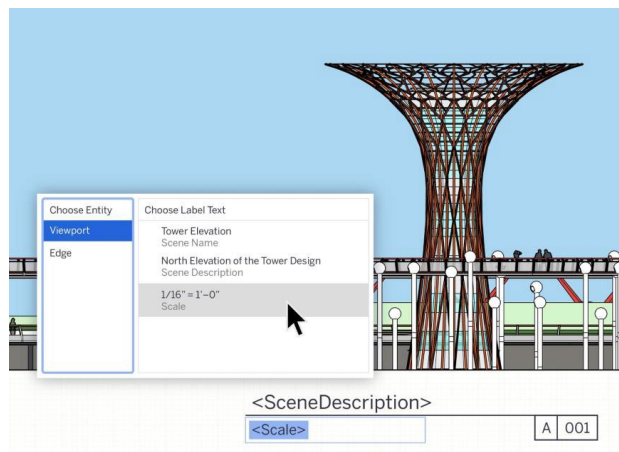 Choose Entity
Choose Label Text
Viewport
Edge
Tower Elevation
Scene Name
North Elevation of the Tower Design
Scene Description
1/16" = 1'–0"
Scale
<SceneDescription>
<Scale>
A 001